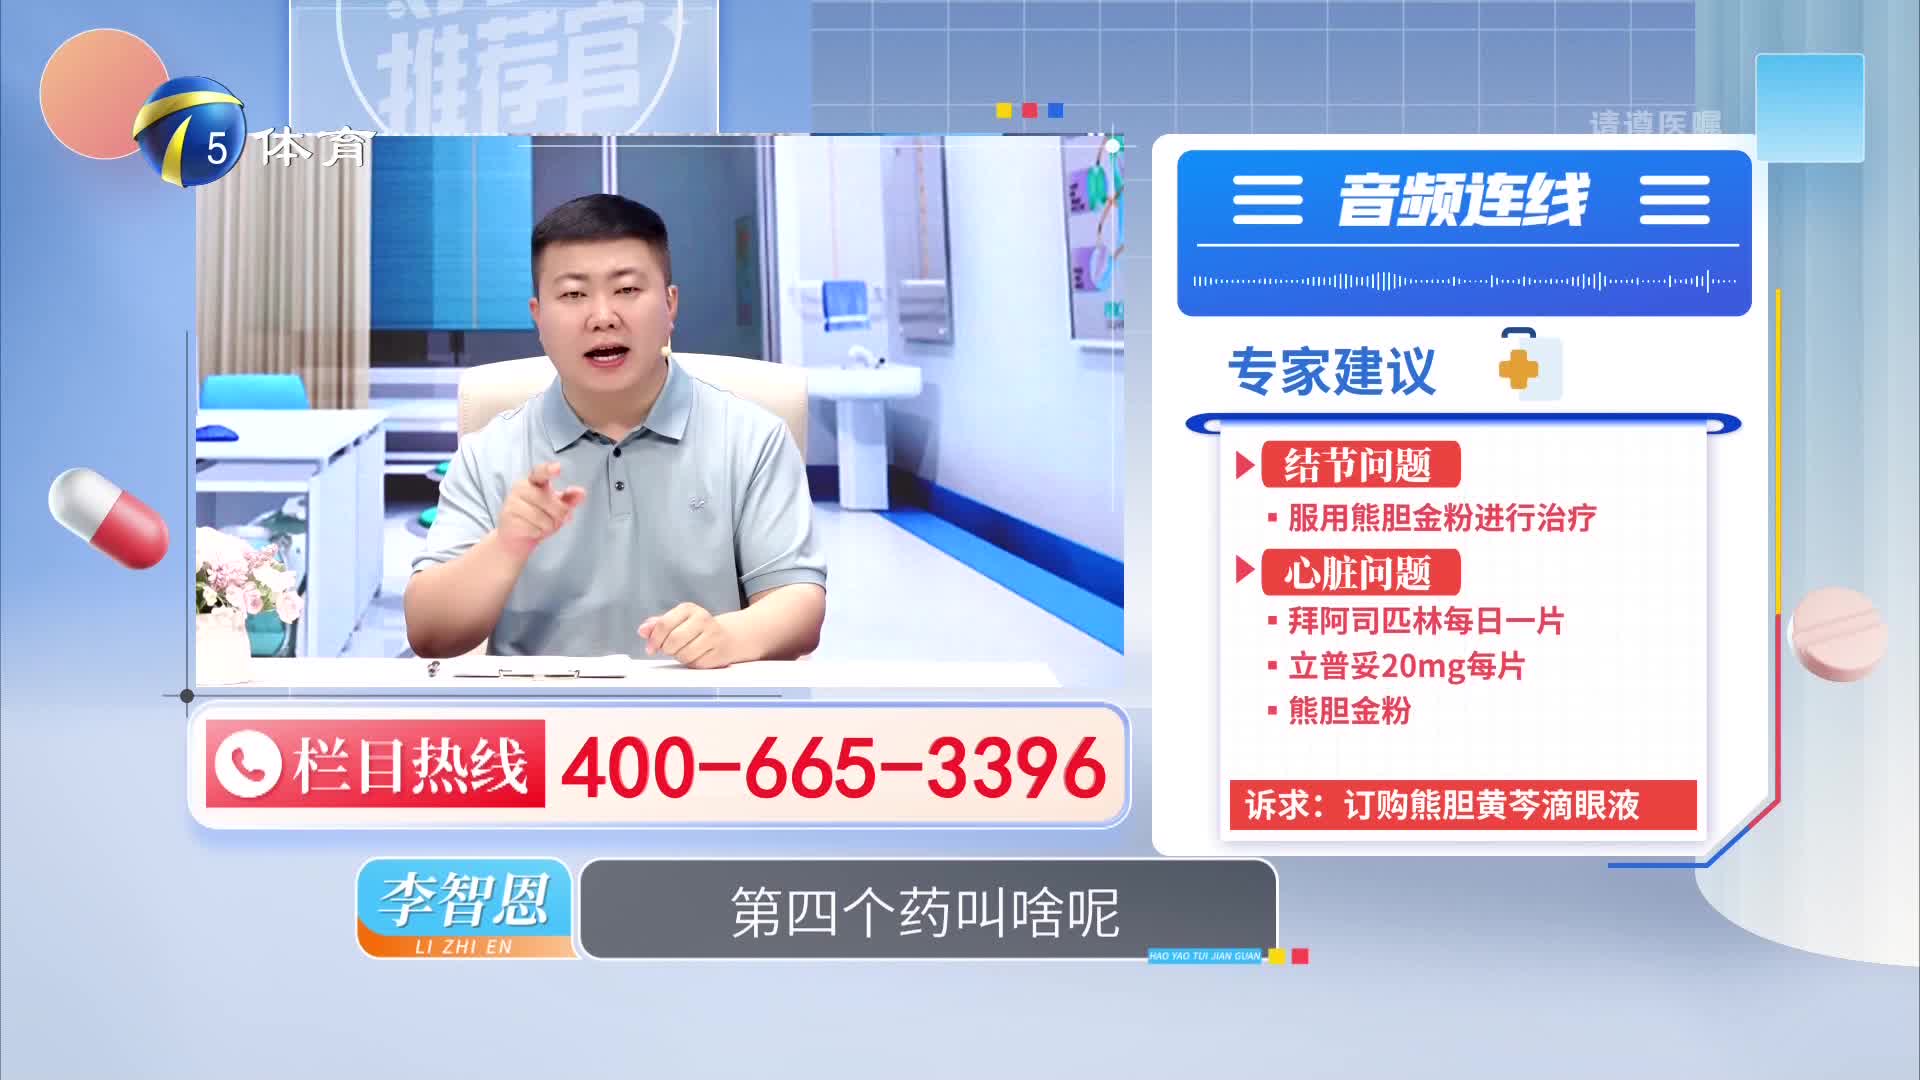 推荐官
5 体育
请遵医嘱
音频连线
专家建议
结节问题
服用熊胆金粉进行治疗
心脏问题
拜阿司匹林每日一片
立普妥20mg每片
熊胆金粉
诉求：订购熊胆黄芩滴眼液
栏目热线 400-665-3396
李智恩
LI ZHI EN
第四个药叫啥呢
HAO YAO TUI JIAN GUAN